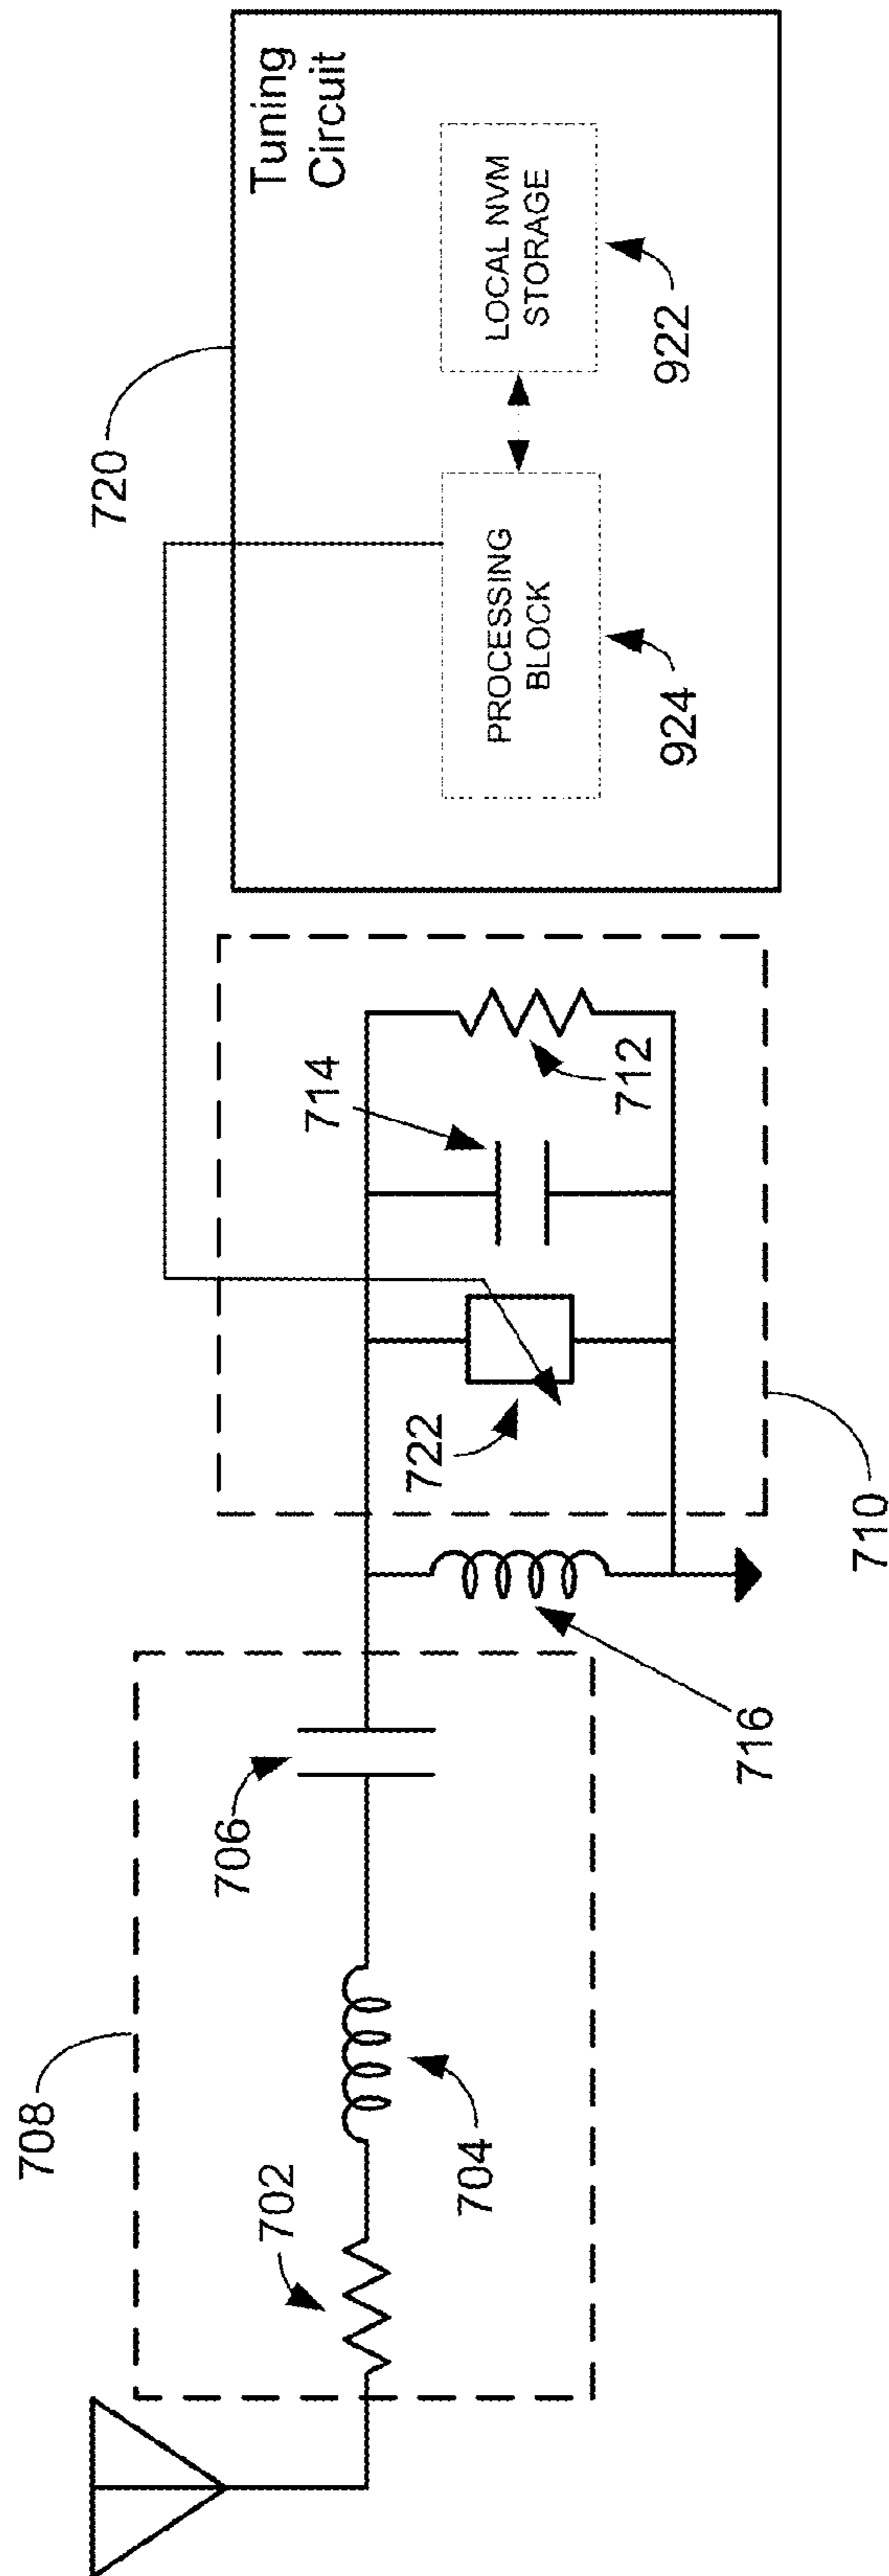 708
702
704
706
716
710
722
714
712
720
Tuning
Circuit
PROCESSING
BLOCK
924
LOCAL NVM
STORAGE
922